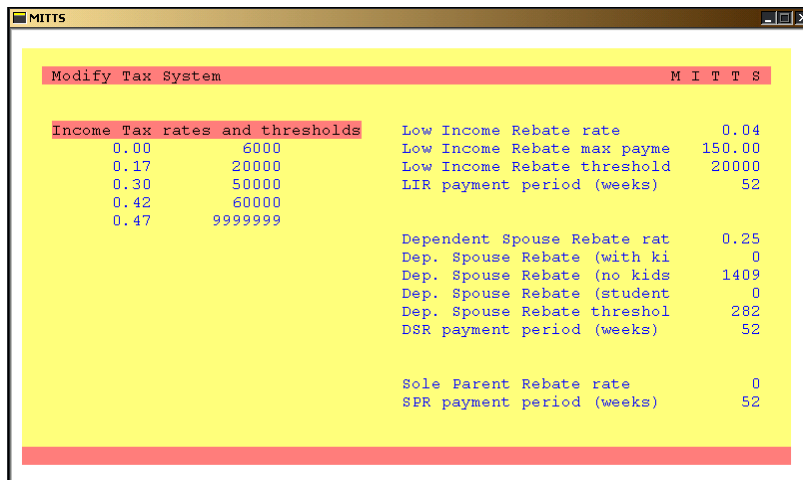 MITTS
Modify Tax System M I T T S
Income Tax rates and thresholds
0.00 6000
0.17 20000
0.30 50000
0.42 60000
0.47 9999999
Low Income Rebate rate 0.04
Low Income Rebate max payme 150.00
Low Income Rebate threshold 20000
LIR payment period (weeks) 52
Dependent Spouse Rebate rat 0.25
Dep. Spouse Rebate (with ki 0
Dep. Spouse Rebate (no kids 1409
Dep. Spouse Rebate (student 0
Dep. Spouse Rebate threshol 282
DSR payment period (weeks) 52
Sole Parent Rebate rate 0
SPR payment period (weeks) 52